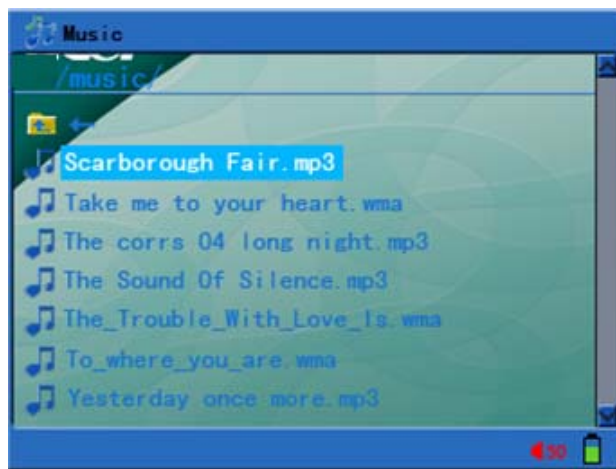 Music
/music/
Scarborough Fair.mp3
Take me to your heart.wma
The corrs 04 long night.mp3
The Sound Of Silence.mp3
The_Trouble_With_Love_Is.wma
To_where_you_are.wma
Yesterday once more.mp3
30